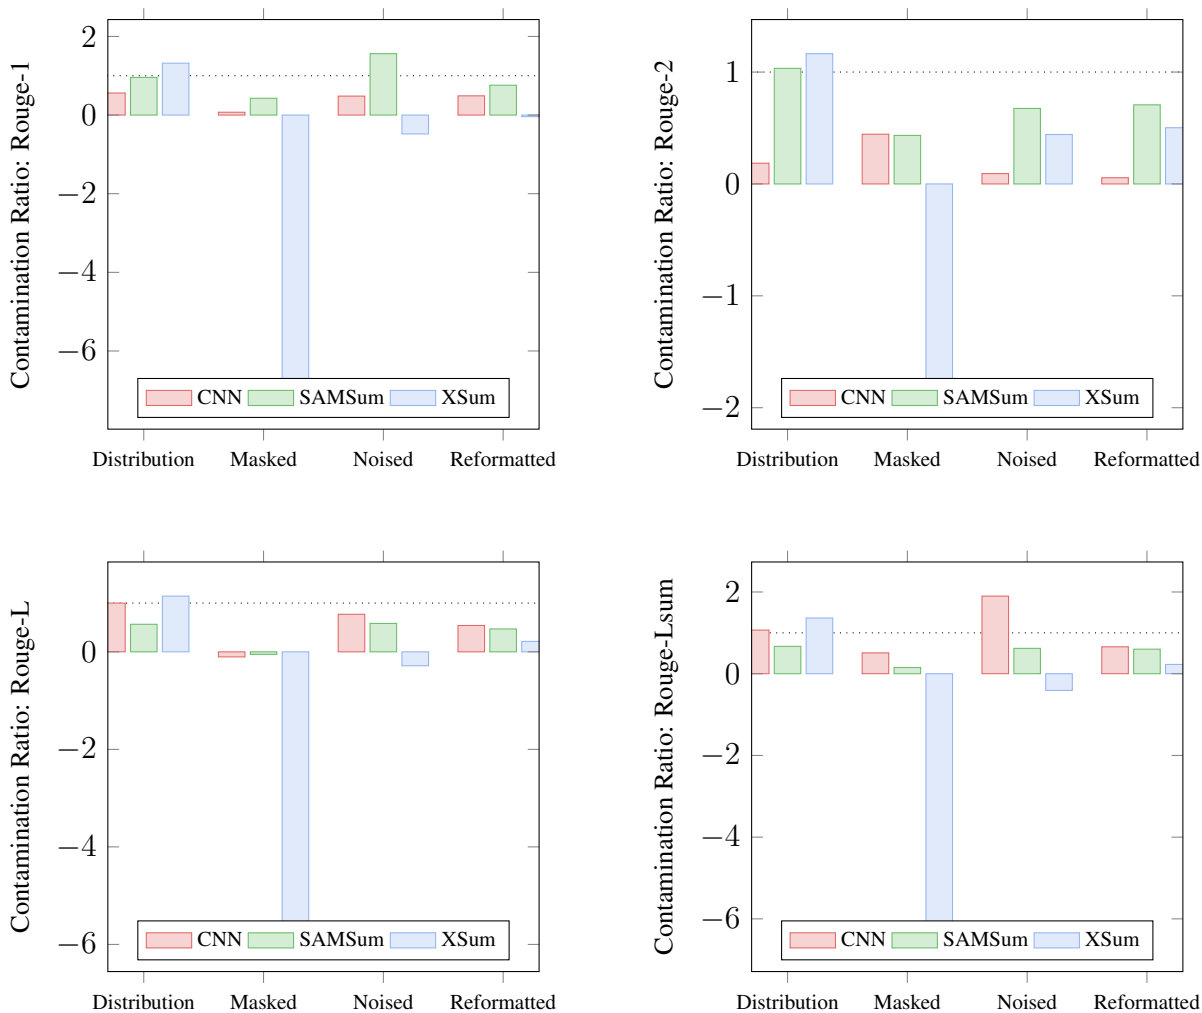 Contamination Ratio: Rouge-1
2
0
−2
−4
−6
CNN SAMSum XSum
Distribution Masked Noised Reformatted
Contamination Ratio: Rouge-2
1
0
−1
−2
CNN SAMSum XSum
Distribution Masked Noised Reformatted
Contamination Ratio: Rouge-L
0
−2
−4
−6
CNN SAMSum XSum
Distribution Masked Noised Reformatted
Contamination Ratio: Rouge-Lsum
2
0
−2
−4
−6
CNN SAMSum XSum
Distribution Masked Noised Reformatted